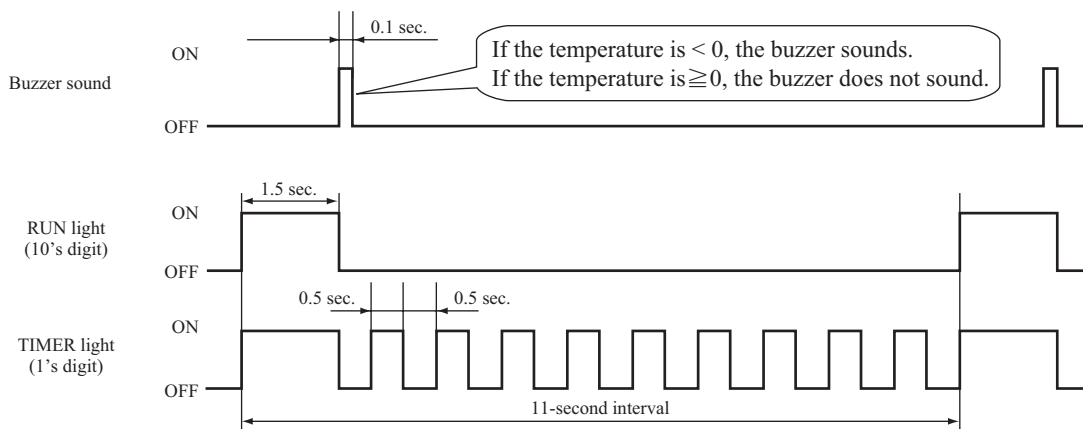 0.1 sec.
ON
If the temperature is < 0, the buzzer sounds.
If the temperature is≧0, the buzzer does not sound.
Buzzer sound
OFF
1.5 sec.
ON
RUN light
(10's digit)
OFF
0.5 sec.
0.5 sec.
ON
TIMER light
(1's digit)
OFF
11-second interval